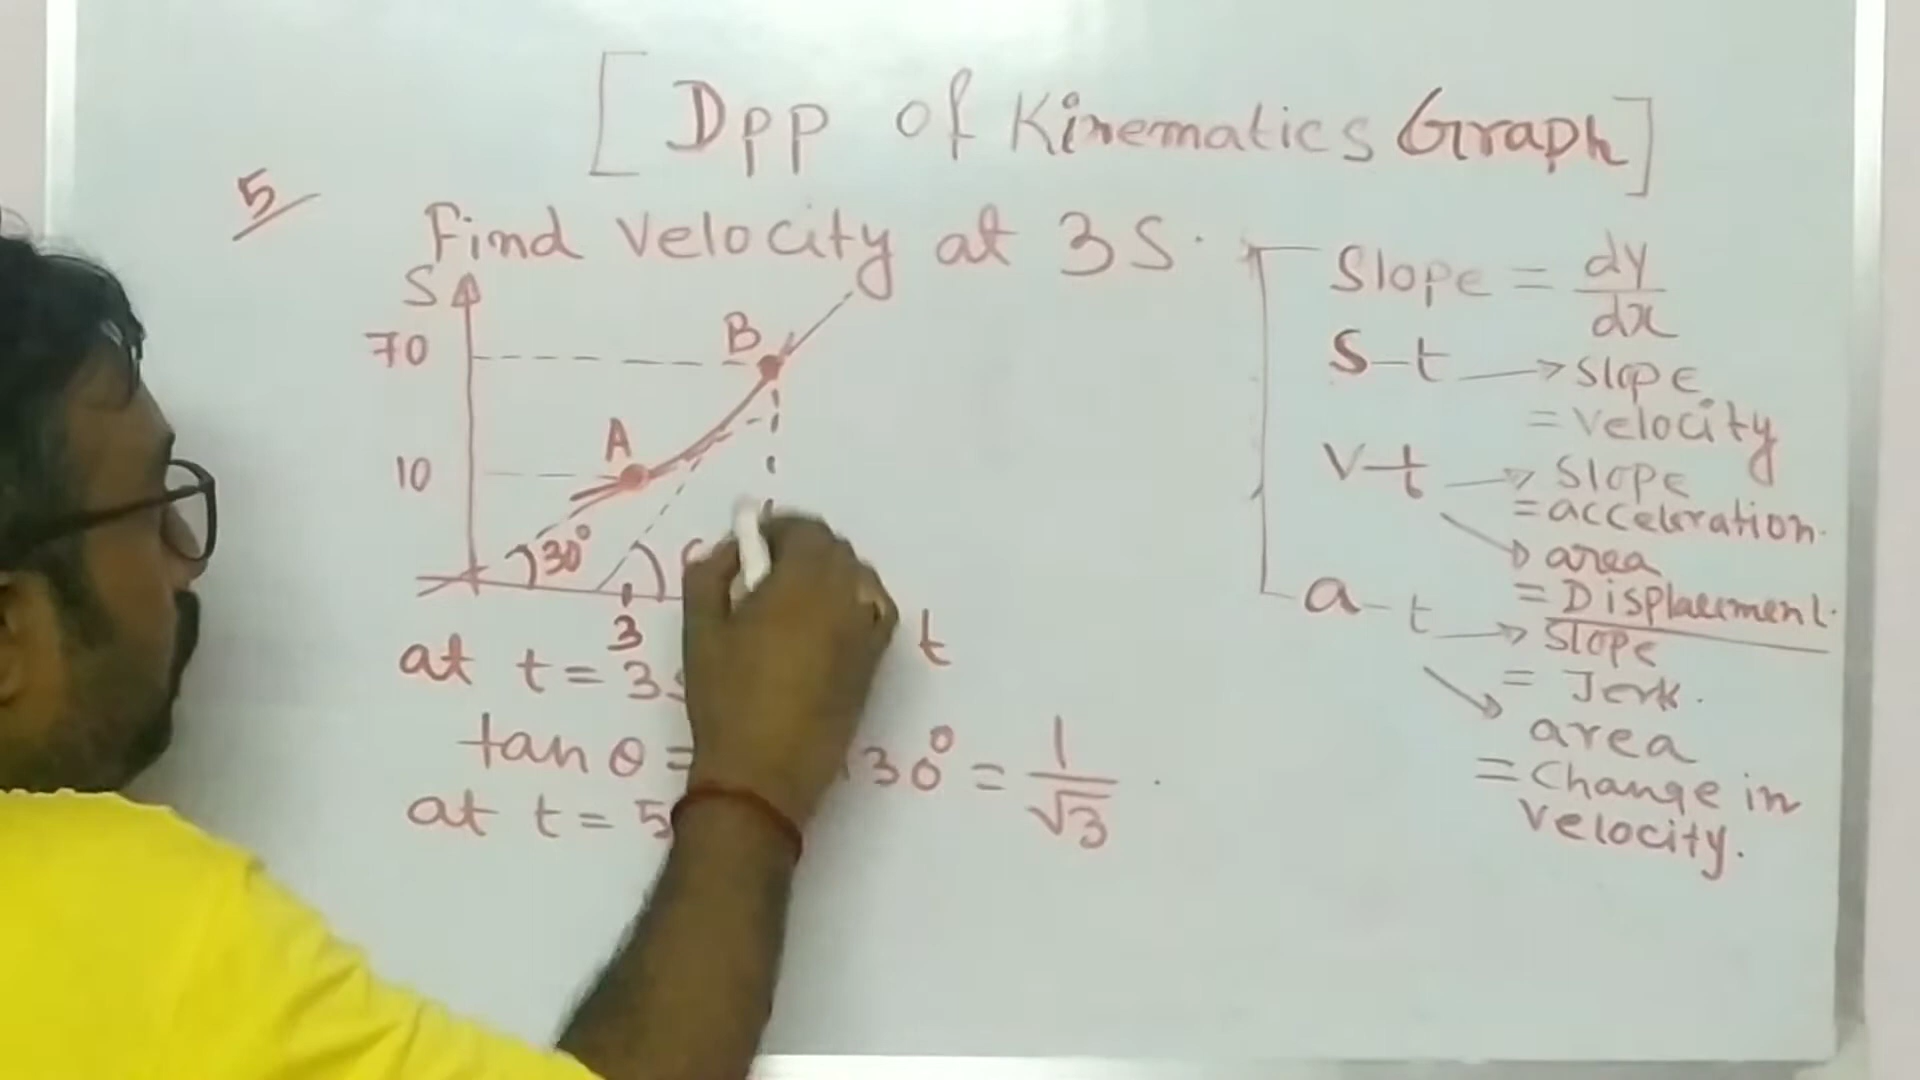 [Dpp of Kinematics Graph]
5
Find Velocity at 3S.
S
70
B
A
10
30°
3
t
at t = 3s
tan θ = 30° = 1/√3 .
at t = 5
Slope = dy/dx
S-t → Slope
= Velocity
V-t → Slope
= acceleration.
→ area
= Displacement.
a-t → Slope
= Jerk.
→ area
= Change in
Velocity.